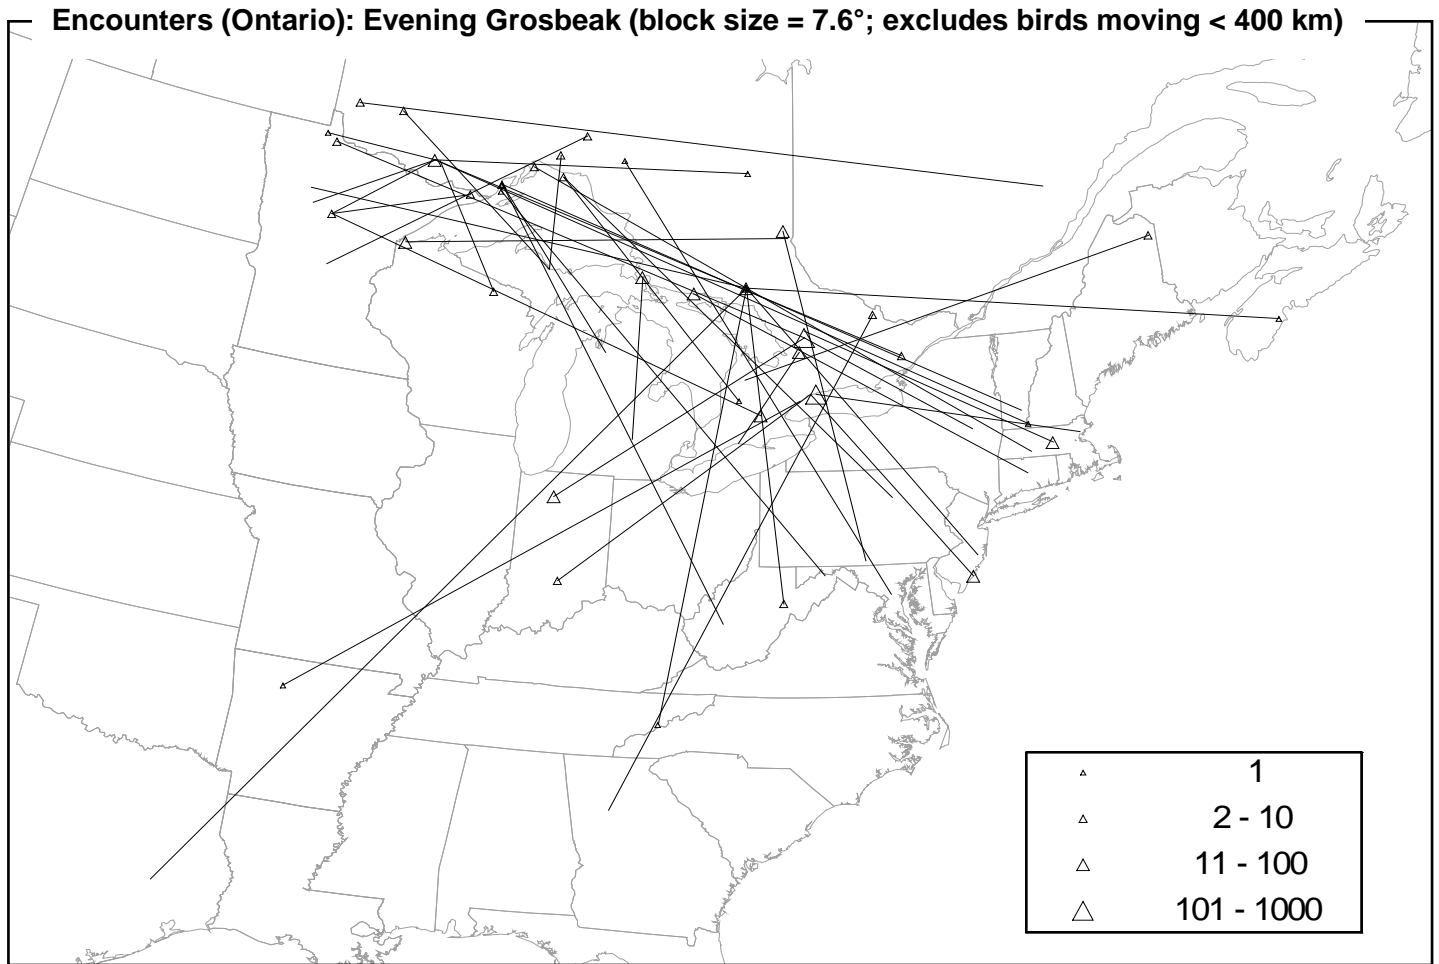 Encounters (Ontario): Evening Grosbeak (block size = 7.6°; excludes birds moving < 400 km)
1
2 - 10
11 - 100
101 - 1000